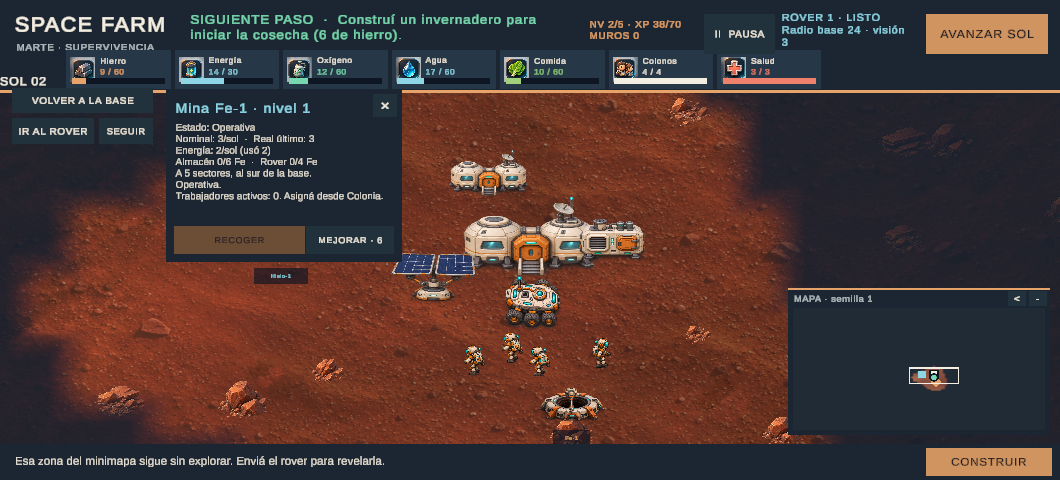 SPACE FARM
MARTE · SUPERVIVENCIA
SIGUIENTE PASO · Construí un invernadero para
iniciar la cosecha (6 de hierro).
NV 2/5 · XP 38/70
MUROS 0
II PAUSA
ROVER 1 · LISTO
Radio base 24 · visión
3
AVANZAR SOL
SOL 02
Hierro
9 / 60
Energía
14 / 30
Oxígeno
12 / 60
Agua
17 / 60
Comida
10 / 60
Colonos
4 / 4
Salud
3 / 3
VOLVER A LA BASE
IR AL ROVER
SEGUIR
Mina Fe-1 · nivel 1
×
Estado: Operativa
Nominal: 3/sol · Real último: 3
Energía: 2/sol (usó 2)
Almacén 0/6 Fe · Rover 0/4 Fe
A 5 sectores, al sur de la base.
Operativa.
Trabajadores activos: 0. Asigná desde Colonia.
RECOGER
MEJORAR · 6
MAPA · semilla 1
<
-
Esa zona del minimapa sigue sin explorar. Enviá el rover para revelarla.
CONSTRUIR